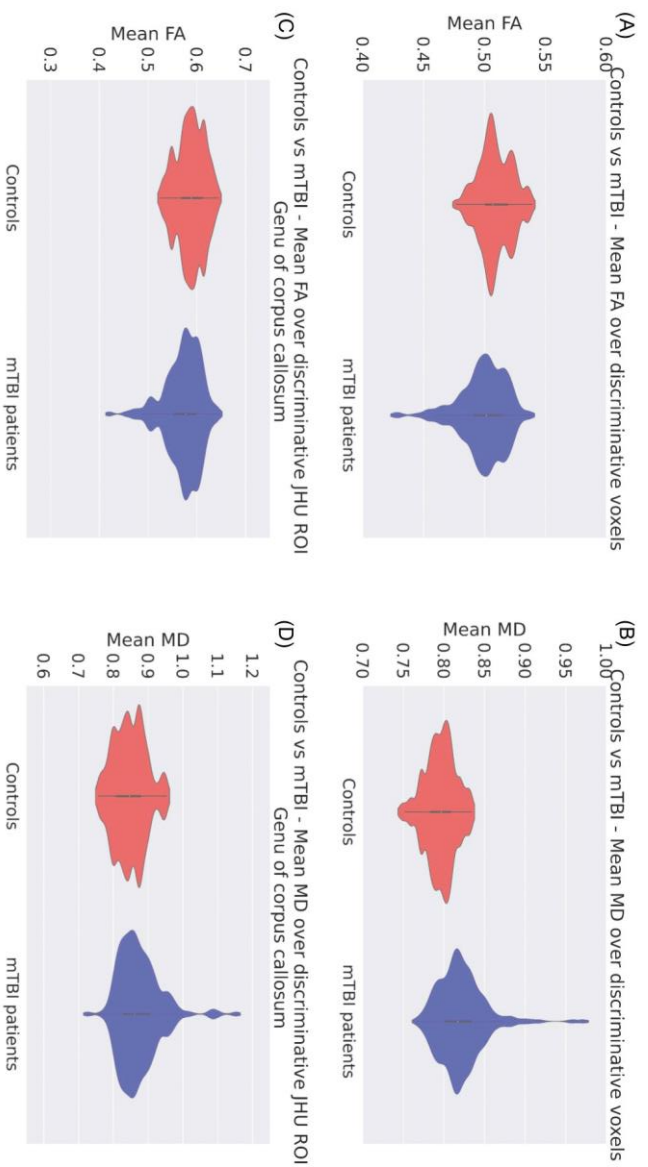 (A)
Controls vs mTBI - Mean FA over discriminative voxels
0.60
0.55
0.50
0.45
0.40
Mean FA
Controls
mTBI patients
(B)
Controls vs mTBI - Mean MD over discriminative voxels
1.00
0.95
0.90
0.85
0.80
0.75
0.70
Mean MD
Controls
mTBI patients
(C)
Controls vs mTBI - Mean FA over discriminative JHU ROI
Genu of corpus callosum
0.7
0.6
0.5
0.4
0.3
Mean FA
Controls
mTBI patients
(D)
Controls vs mTBI - Mean MD over discriminative JHU ROI
Genu of corpus callosum
1.2
1.1
1.0
0.9
0.8
0.7
0.6
Mean MD
Controls
mTBI patients